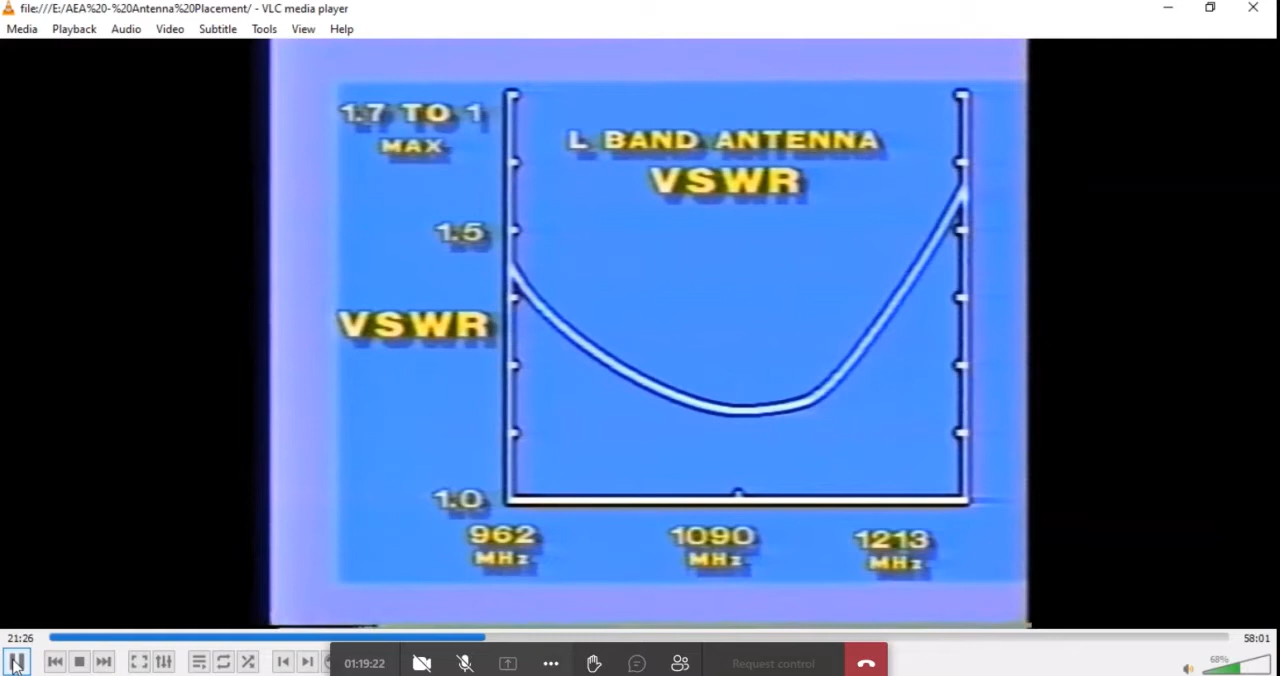 file:///E:/AEA%20-%20Antenna%20Placement/ - VLC media player
Media Playback Audio Video Subtitle Tools View Help
1.7 TO 1
MAX.
L BAND ANTENNA
VSWR
1.5
VSWR
1.0
962
MHz
1090
MHz
1213
MHz
21:26
58:01
01:19:22
Request control
68%